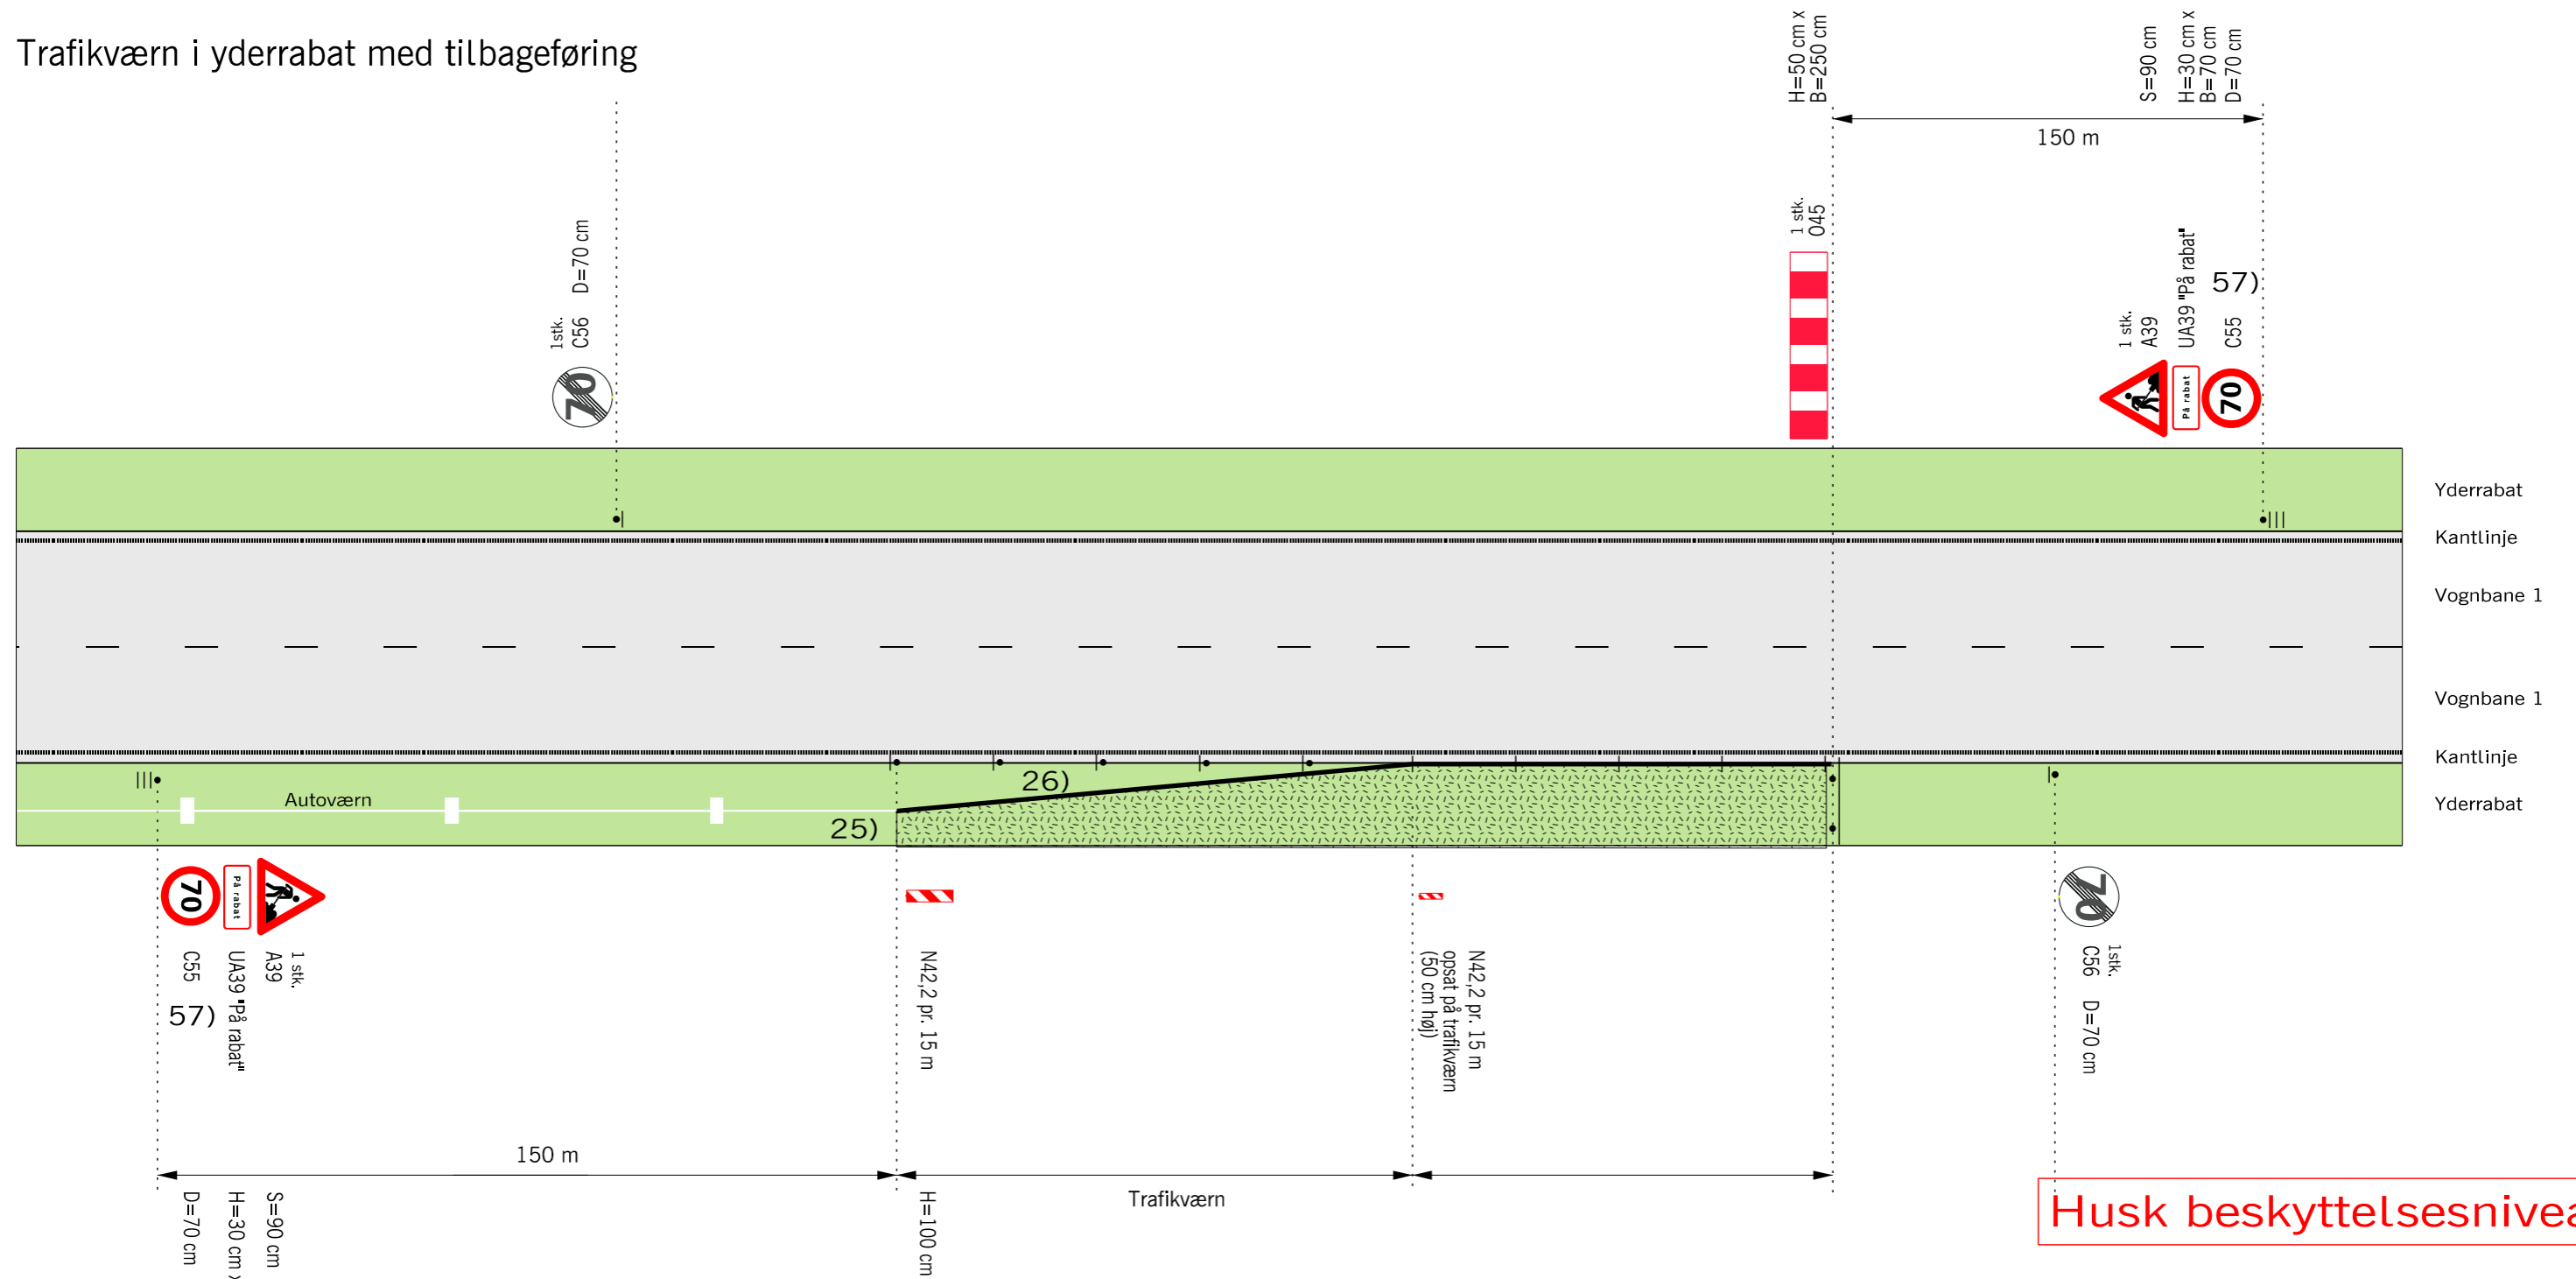 Trafikværn i yderrabat med tilbageføring
H=50 cm x
B=250 cm
S=90 cm
H=30 cm x
B=70 cm
D=70 cm
150 m
1stk.
C56 D=70 cm
70
1 stk.
O45
1 stk.
A39
UA39 "På rabat"
57)
C55
På rabat
70
Yderrabat
Kantlinje
Vognbane 1
Vognbane 1
Kantlinje
Yderrabat
Autoværn
26)
25)
70
På rabat
C55
57)
UA39 "På rabat"
A39
1 stk.
N42,2 pr. 15 m
N42,2 pr. 15 m
opsat på trafikværn
(50 cm høj)
70
1stk.
C56 D=70 cm
150 m
Trafikværn
D=70 cm
H=30 cm x
S=90 cm
H=100 cm
Husk beskyttelsesnivea